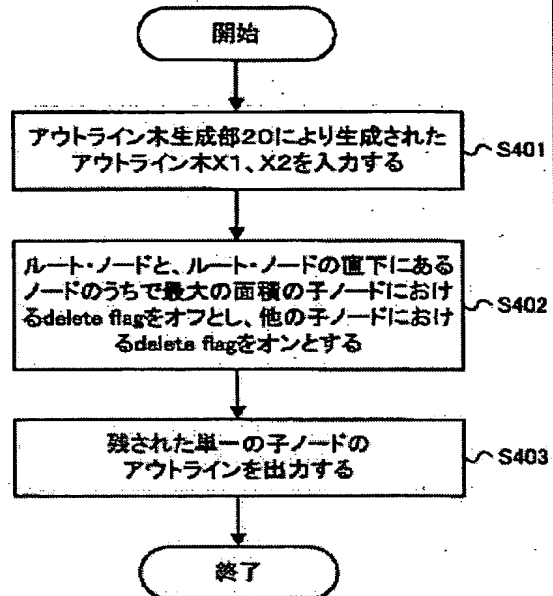 開始
アウトライン木生成部20により生成された
アウトライン木X1、X2を入力する
S401
ルート・ノードと、ルート・ノードの直下にある
ノードのうちで最大の面積の子ノードにおけ
るdelete flagをオフとし、他の子ノードにおけ
るdelete flagをオンとする
S402
残された単一の子ノードの
アウトラインを出力する
S403
終了